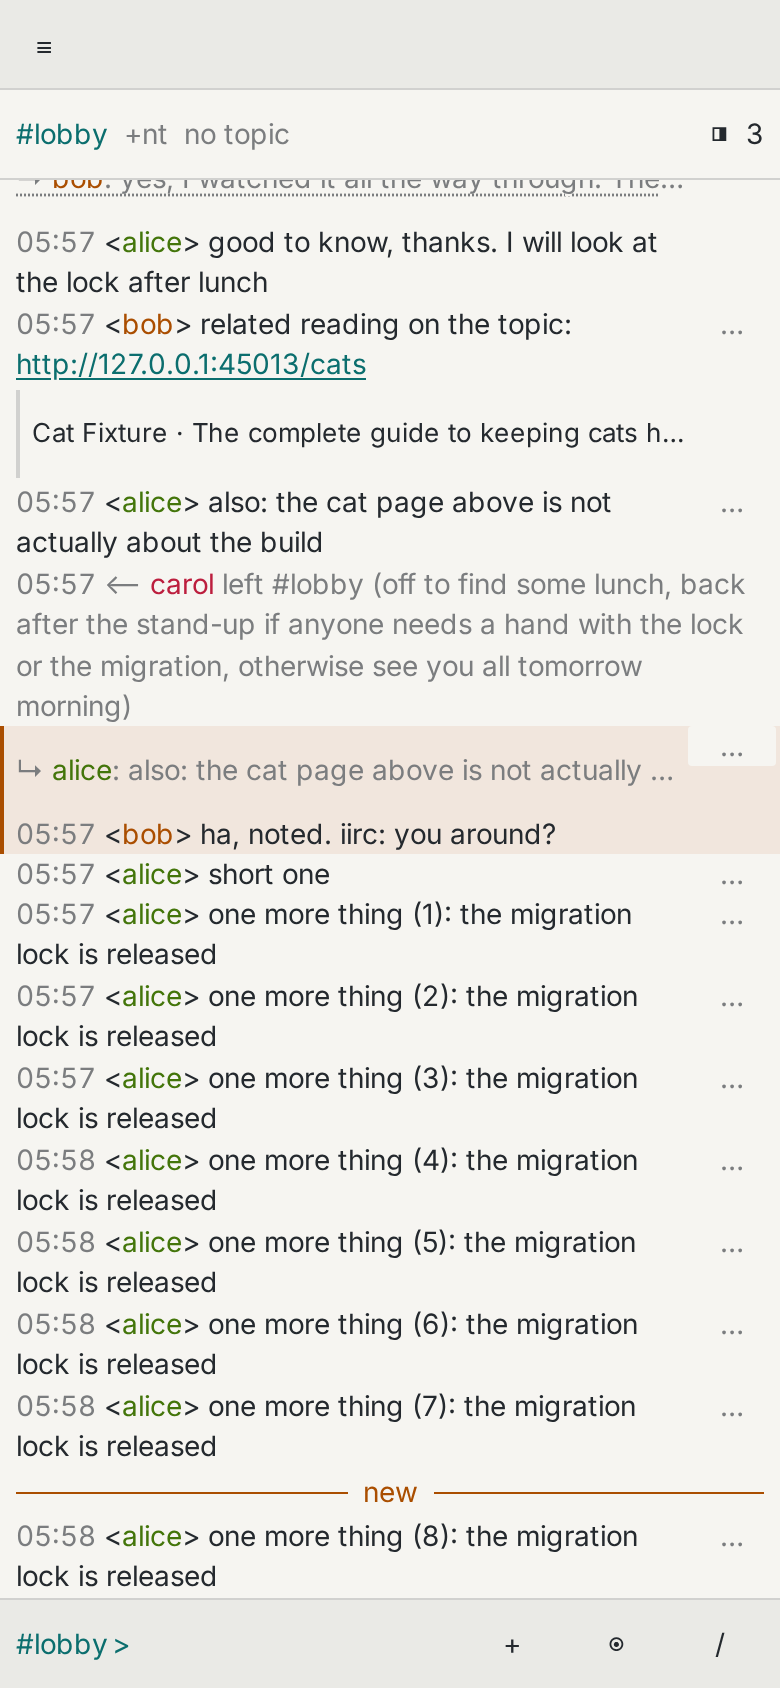 ≡
#lobby +nt no topic 3
↳ bob: yes, I watched it all the way through. The...
05:57 <alice> good to know, thanks. I will look at
the lock after lunch
05:57 <bob> related reading on the topic: ...
http://127.0.0.1:45013/cats
Cat Fixture · The complete guide to keeping cats h...
05:57 <alice> also: the cat page above is not ...
actually about the build
05:57 ⟵ carol left #lobby (off to find some lunch, back
after the stand-up if anyone needs a hand with the lock
or the migration, otherwise see you all tomorrow
morning)
...
↳ alice: also: the cat page above is not actually ...
05:57 <bob> ha, noted. iirc: you around?
05:57 <alice> short one ...
05:57 <alice> one more thing (1): the migration ...
lock is released
05:57 <alice> one more thing (2): the migration ...
lock is released
05:57 <alice> one more thing (3): the migration ...
lock is released
05:58 <alice> one more thing (4): the migration ...
lock is released
05:58 <alice> one more thing (5): the migration ...
lock is released
05:58 <alice> one more thing (6): the migration ...
lock is released
05:58 <alice> one more thing (7): the migration ...
lock is released
new
05:58 <alice> one more thing (8): the migration ...
lock is released
#lobby > + ⊙ /